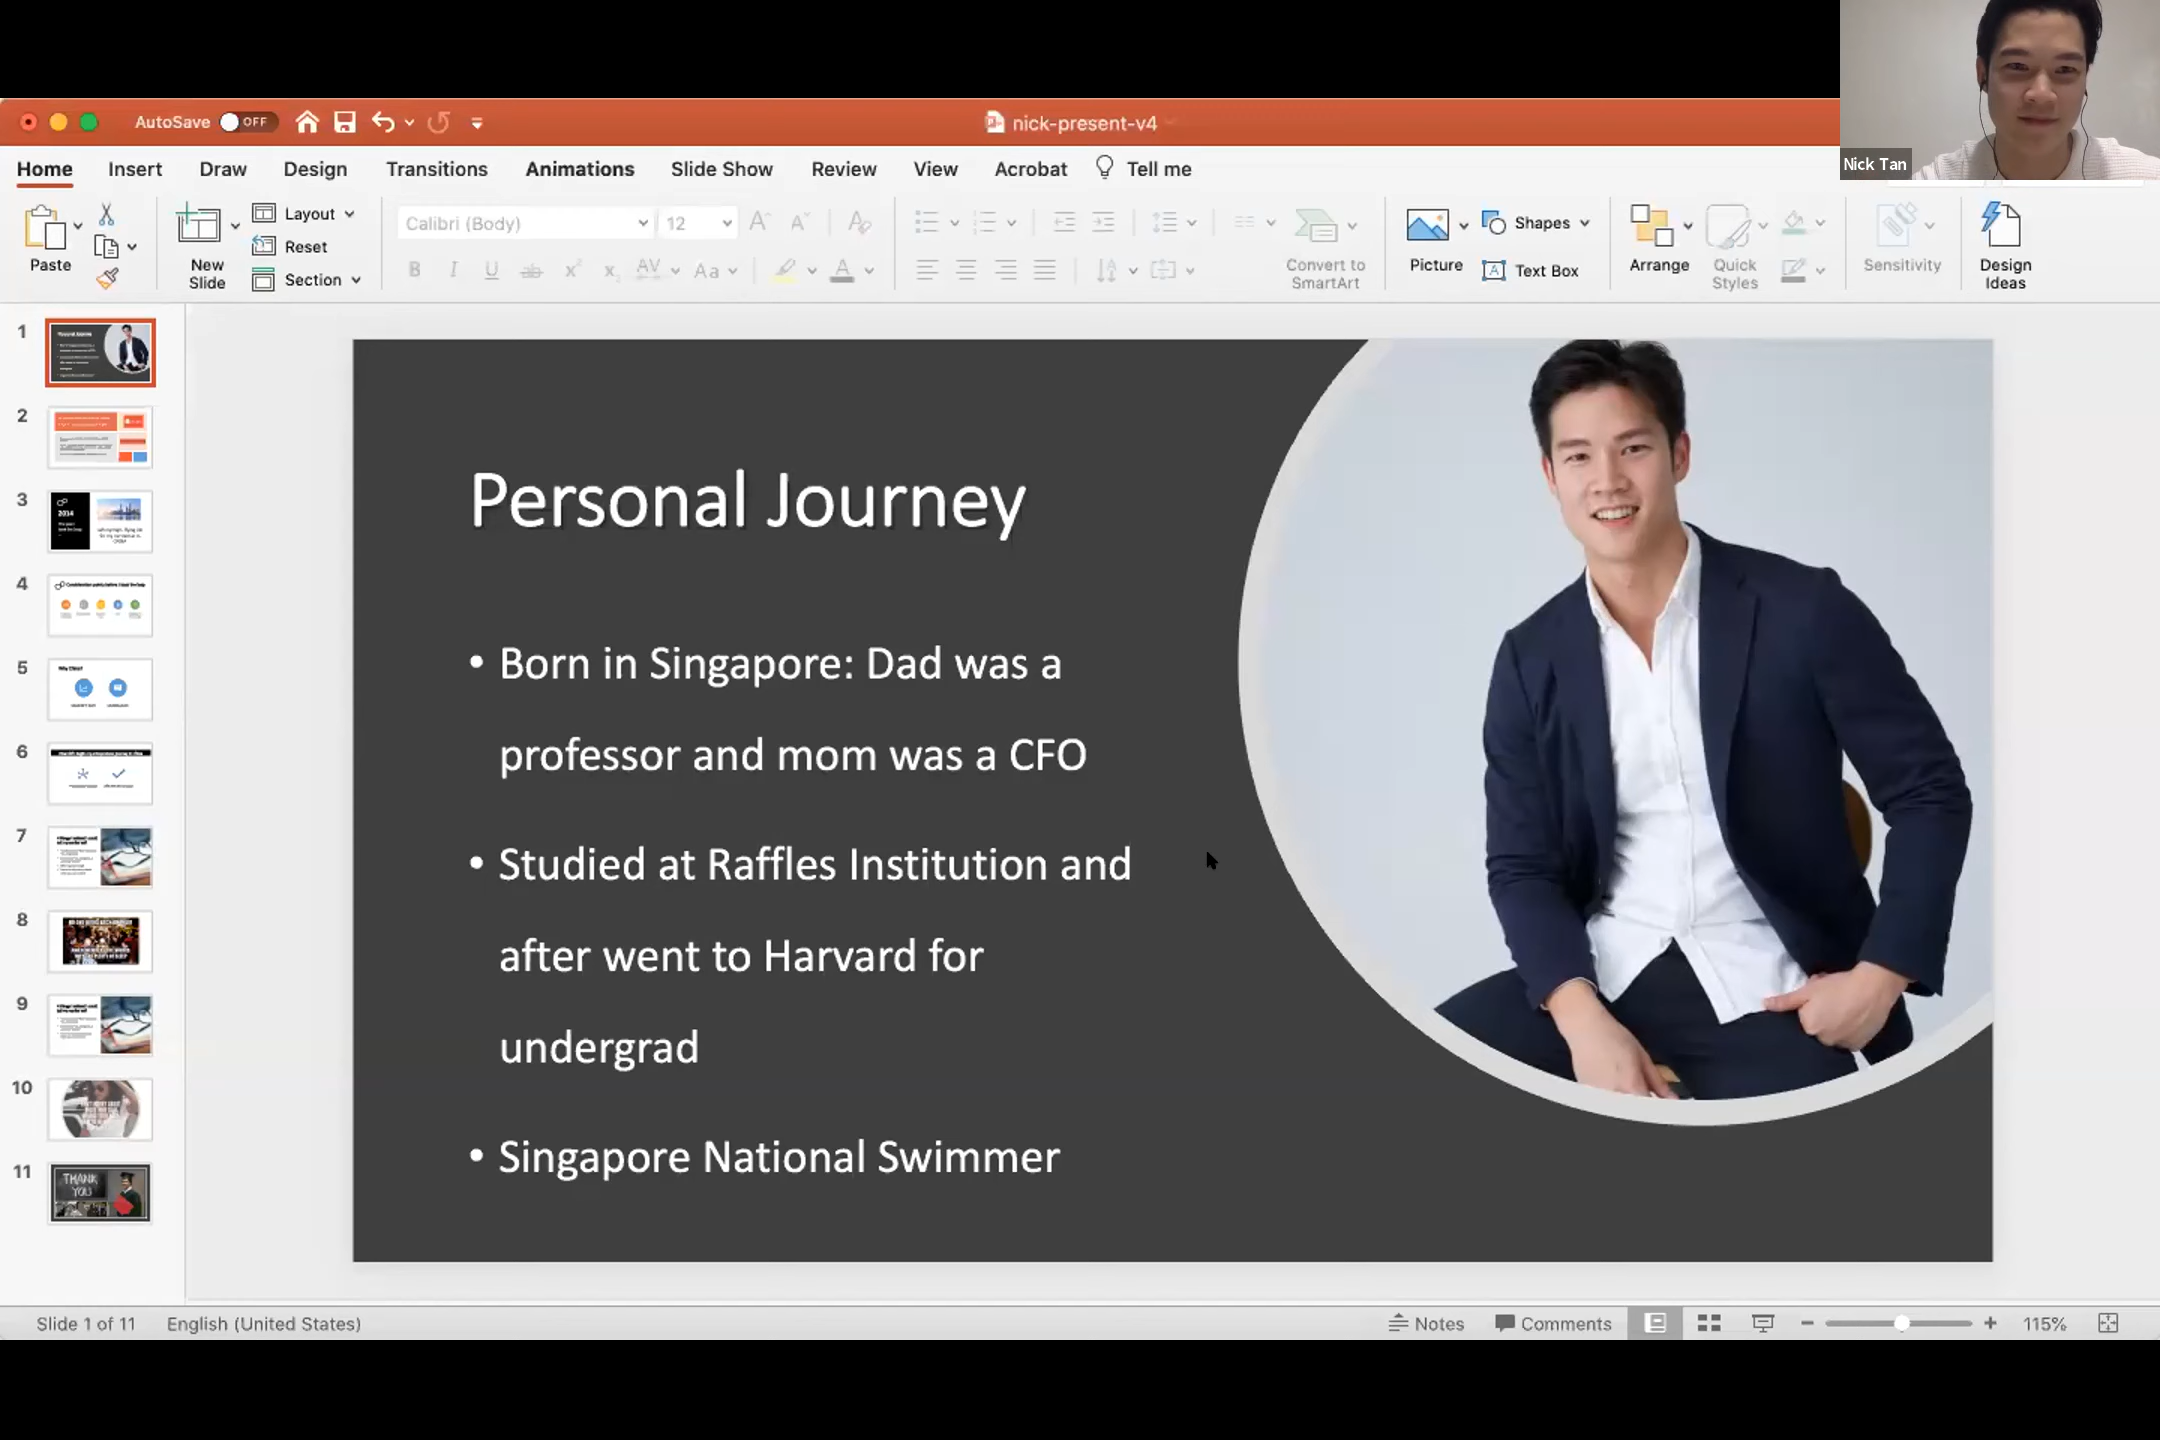 Nick Tan
AutoSave OFF
nick-present-v4
Home Insert Draw Design Transitions Animations Slide Show Review View Acrobat Tell me
Paste
New Slide
Layout
Reset
Section
Calibri (Body) 12
Convert to SmartArt
Picture
Shapes
Text Box
Arrange
Quick Styles
Sensitivity
Design Ideas
1
2
3
2014
4
5
Why China?
6
7
8
9
10
11
THANK
YOU
Personal Journey
• Born in Singapore: Dad was a
professor and mom was a CFO
• Studied at Raffles Institution and
after went to Harvard for
undergrad
• Singapore National Swimmer
Slide 1 of 11 English (United States) Notes Comments 115%